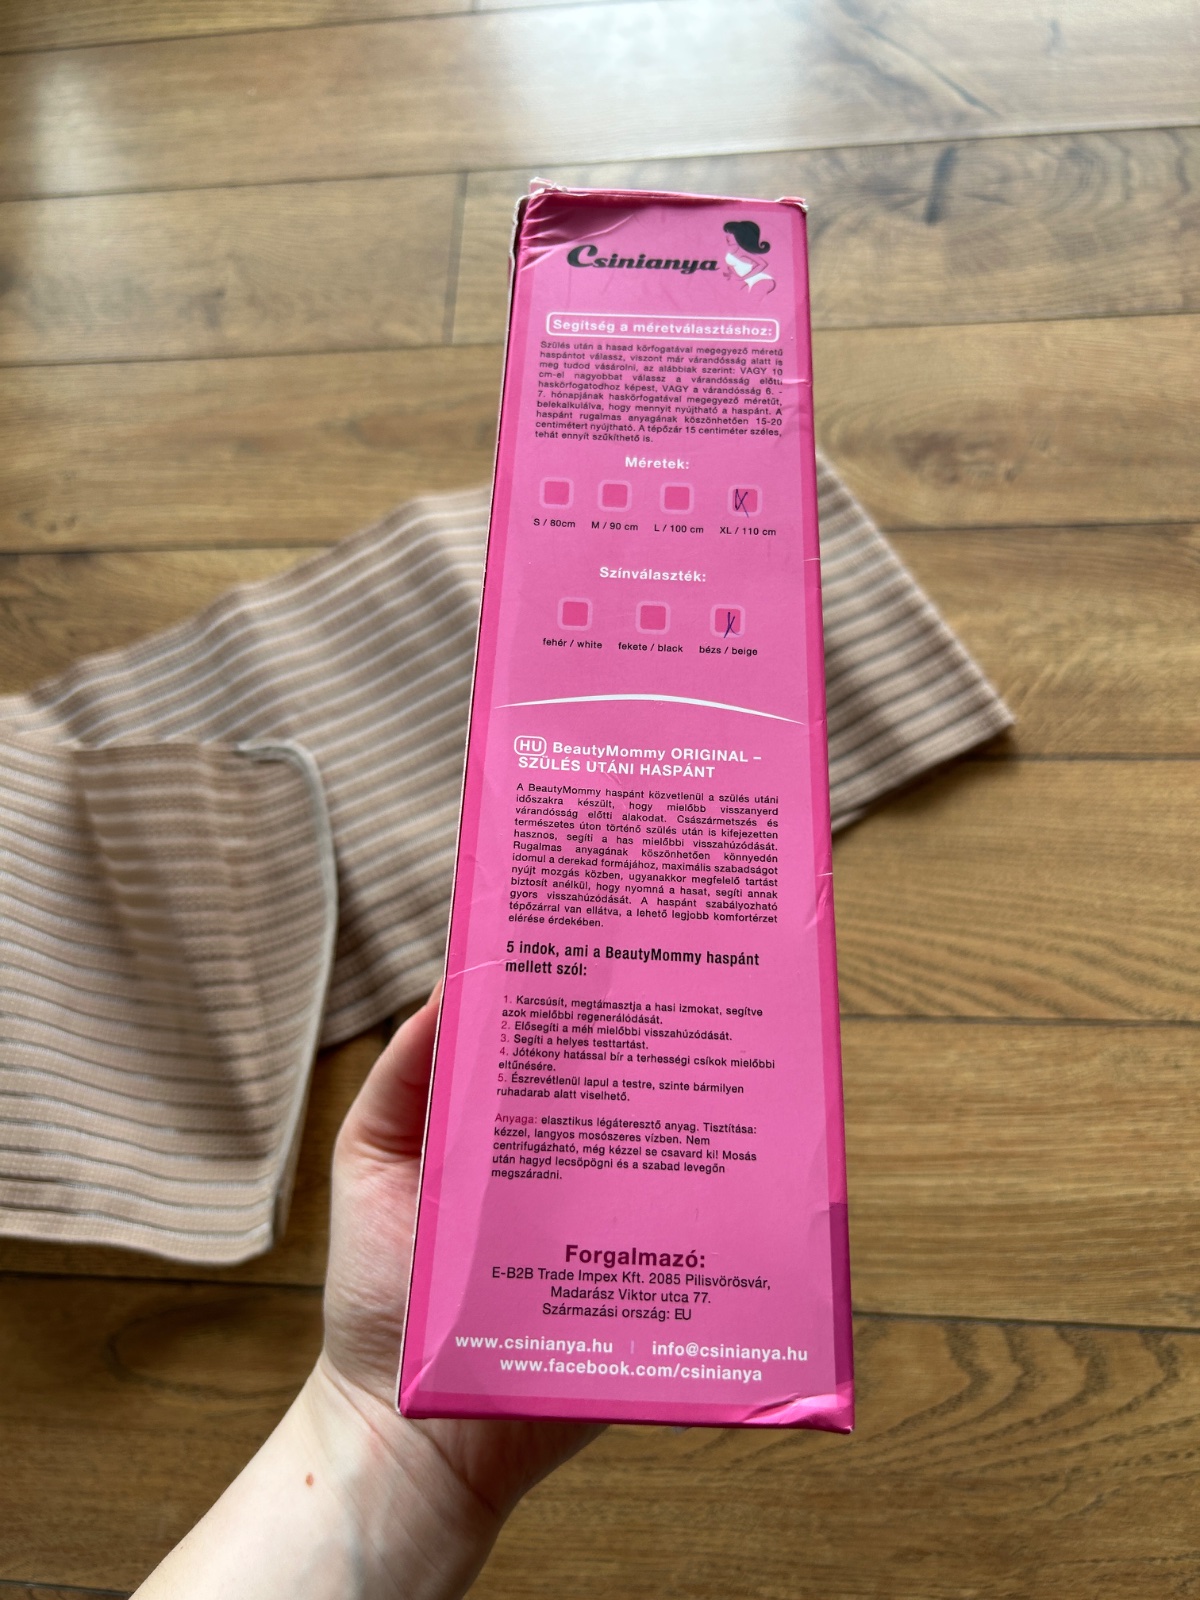 Csinianya
Segítség a méretválasztáshoz:
Szülés után a hasad körfogatával megegyező méretű
haspántot válassz, viszont már várandósság alatt is
meg tudod vásárolni, az alábbiak szerint: VAGY 10
cm-el nagyobbat válassz a várandósság előtti
haskörfogatodhoz képest, VAGY a várandósság 6. -
7. hónapjának haskörfogatával megegyező méretűt,
belekalkulálva, hogy mennyit nyújtható a haspánt. A
haspánt rugalmas anyagának köszönhetően 15-20
centimétert nyújtható. A tépőzár 15 centiméter széles,
tehát ennyit szűkíthető is.
Méretek:
S / 80cm M / 90 cm L / 100 cm XL / 110 cm
Színválaszték:
fehér / white fekete / black bézs / beige
HU BeautyMommy ORIGINAL –
SZÜLÉS UTÁNI HASPÁNT
A BeautyMommy haspánt közvetlenül a szülés utáni
időszakra készült, hogy mielőbb visszanyerd
várandósság előtti alakodat. Császármetszés és
természetes úton történő szülés után is kifejezetten
hasznos, segíti a has mielőbbi visszahúzódását.
Rugalmas anyagának köszönhetően könnyedén
idomul a derekad formájához, maximális szabadságot
nyújt mozgás közben, ugyanakkor megfelelő tartást
biztosít anélkül, hogy nyomná a hasat, segíti annak
gyors visszahúzódását. A haspánt szabályozható
tépőzárral van ellátva, a lehető legjobb komfortérzet
elérése érdekében.
5 indok, ami a BeautyMommy haspánt
mellett szól:
1. Karcsúsít, megtámasztja a hasi izmokat, segítve
azok mielőbbi regenerálódását.
2. Elősegíti a méh mielőbbi visszahúzódását.
3. Segíti a helyes testtartást.
4. Jótékony hatással bír a terhességi csíkok mielőbbi
eltűnésére.
5. Észrevétlenül lapul a testre, szinte bármilyen
ruhadarab alatt viselhető.
Anyaga: elasztikus légáteresztő anyag. Tisztítása:
kézzel, langyos mosószeres vízben. Nem
centrifugázható, még kézzel se csavard ki! Mosás
után hagyd lecsöpögni és a szabad levegőn
megszáradni.
Forgalmazó:
E-B2B Trade Impex Kft. 2085 Pilisvörösvár,
Madarász Viktor utca 77.
Származási ország: EU
www.csinianya.hu | info@csinianya.hu
www.facebook.com/csinianya